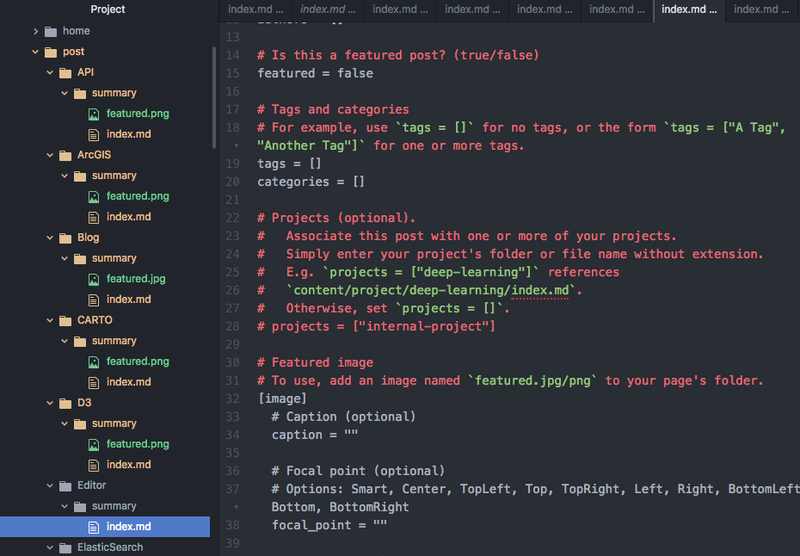 Project
home
post
API
summary
featured.png
index.md
ArcGIS
summary
featured.png
index.md
Blog
summary
featured.jpg
index.md
CARTO
summary
featured.png
index.md
D3
summary
featured.png
index.md
Editor
summary
index.md
ElasticSearch
index.md ...
index.md ...
index.md ...
index.md ...
index.md ...
index.md ...
index.md ...
index.md ...
13
14 # Is this a featured post? (true/false)
15 featured = false
16
17 # Tags and categories
18 # For example, use `tags = []` for no tags, or the form `tags = ["A Tag",
• "Another Tag"]` for one or more tags.
19 tags = []
20 categories = []
21
22 # Projects (optional).
23 #   Associate this post with one or more of your projects.
24 #   Simply enter your project's folder or file name without extension.
25 #   E.g. `projects = ["deep-learning"]` references
26 #   `content/project/deep-learning/index.md`.
27 #   Otherwise, set `projects = []`.
28 # projects = ["internal-project"]
29
30 # Featured image
31 # To use, add an image named `featured.jpg/png` to your page's folder.
32 [image]
33   # Caption (optional)
34   caption = ""
35
36   # Focal point (optional)
37   # Options: Smart, Center, TopLeft, Top, TopRight, Left, Right, BottomLeft
• Bottom, BottomRight
38   focal_point = ""
39